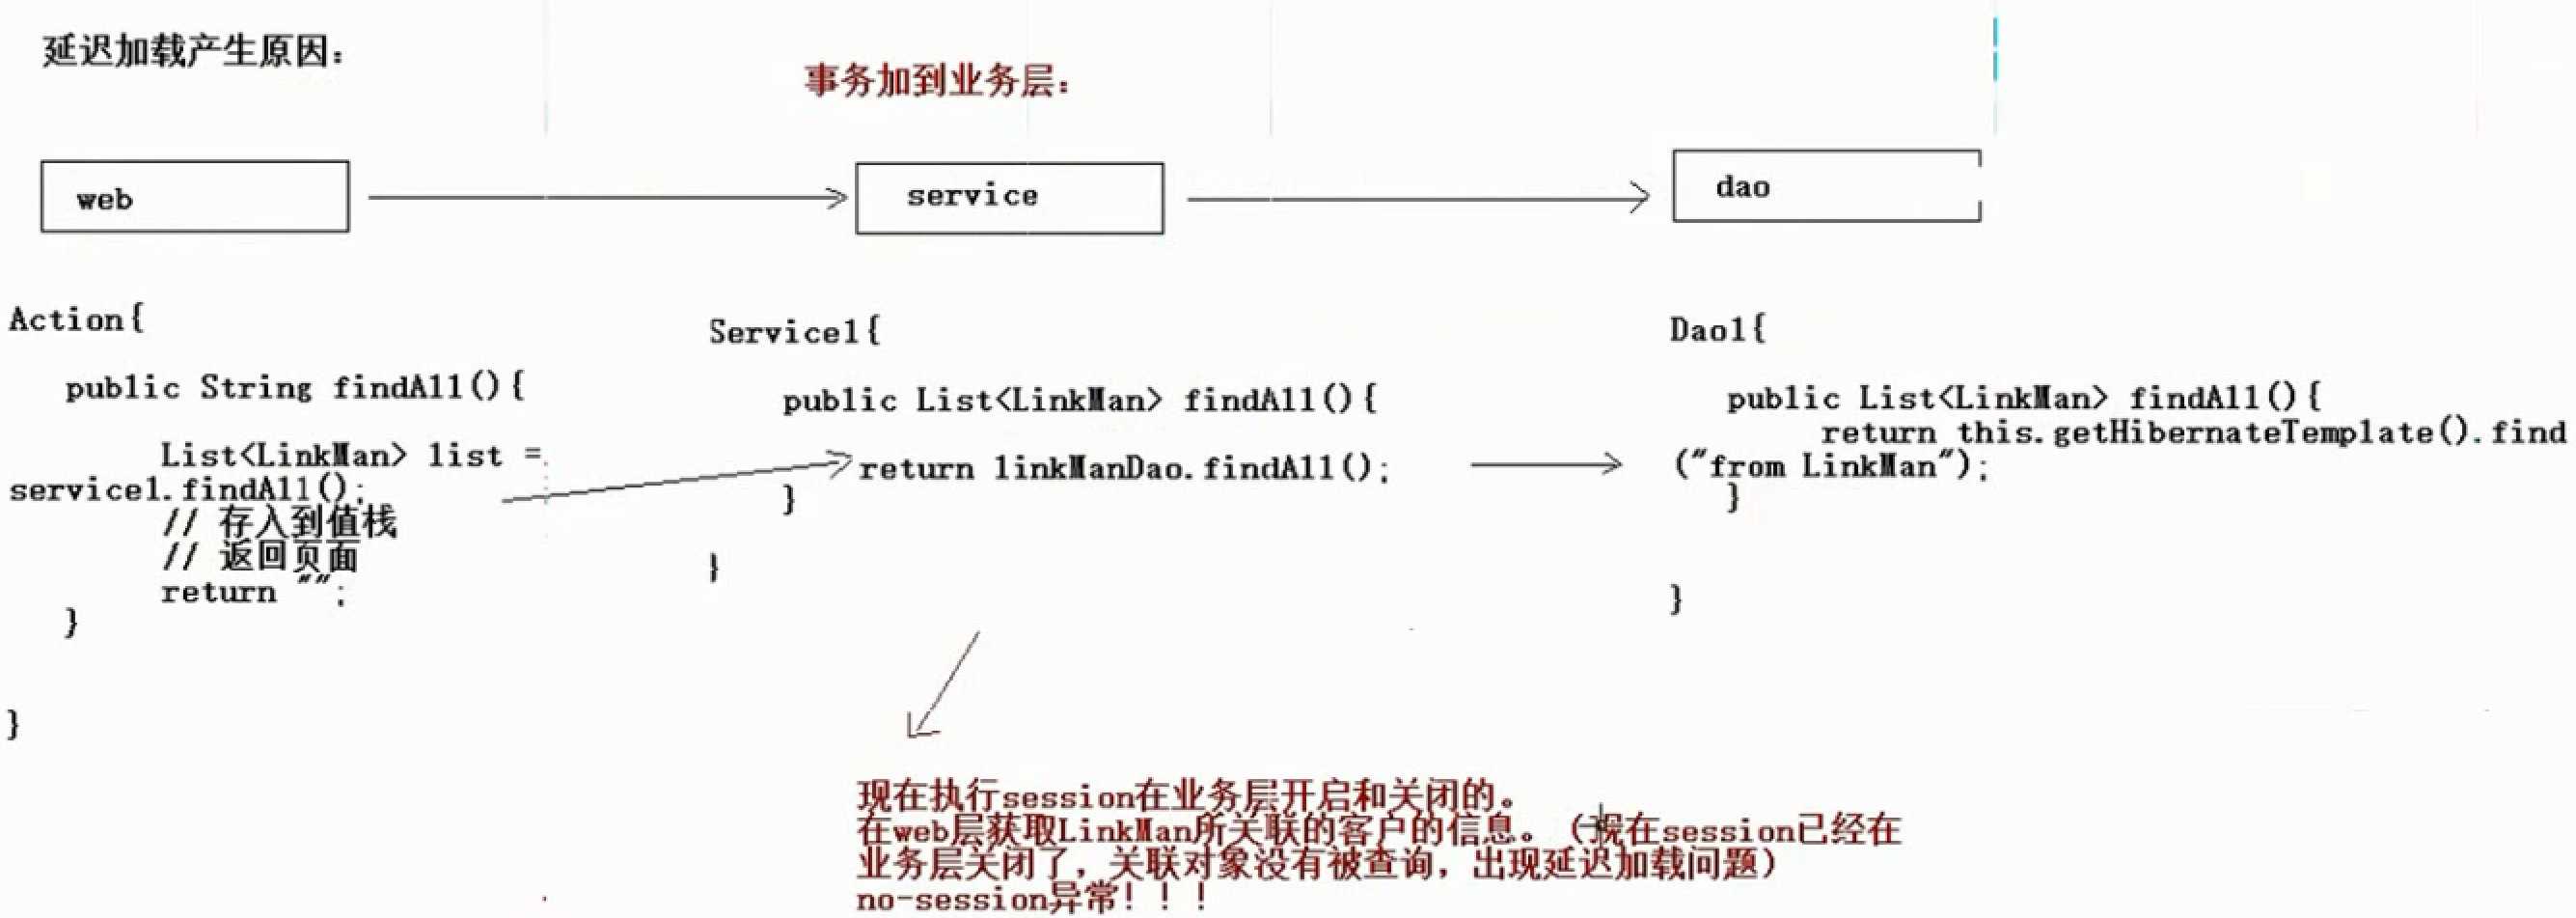 延迟加载产生原因：
事务加到业务层：
web
service
dao
Action{
public String findAll(){
List<LinkMan> list =
service1.findAll();
// 存入到值栈
// 返回页面
return "";
}
}
Service1{
public List<LinkMan> findAll(){
return linkManDao.findAll();
}
}
Dao1{
public List<LinkMan> findAll(){
return this.getHibernateTemplate().find
("from LinkMan");
}
}
现在执行session在业务层开启和关闭的。
在web层获取LinkMan所关联的客户的信息。（现在session已经在
业务层关闭了，关联对象没有被查询，出现延迟加载问题）
no-session异常！！！